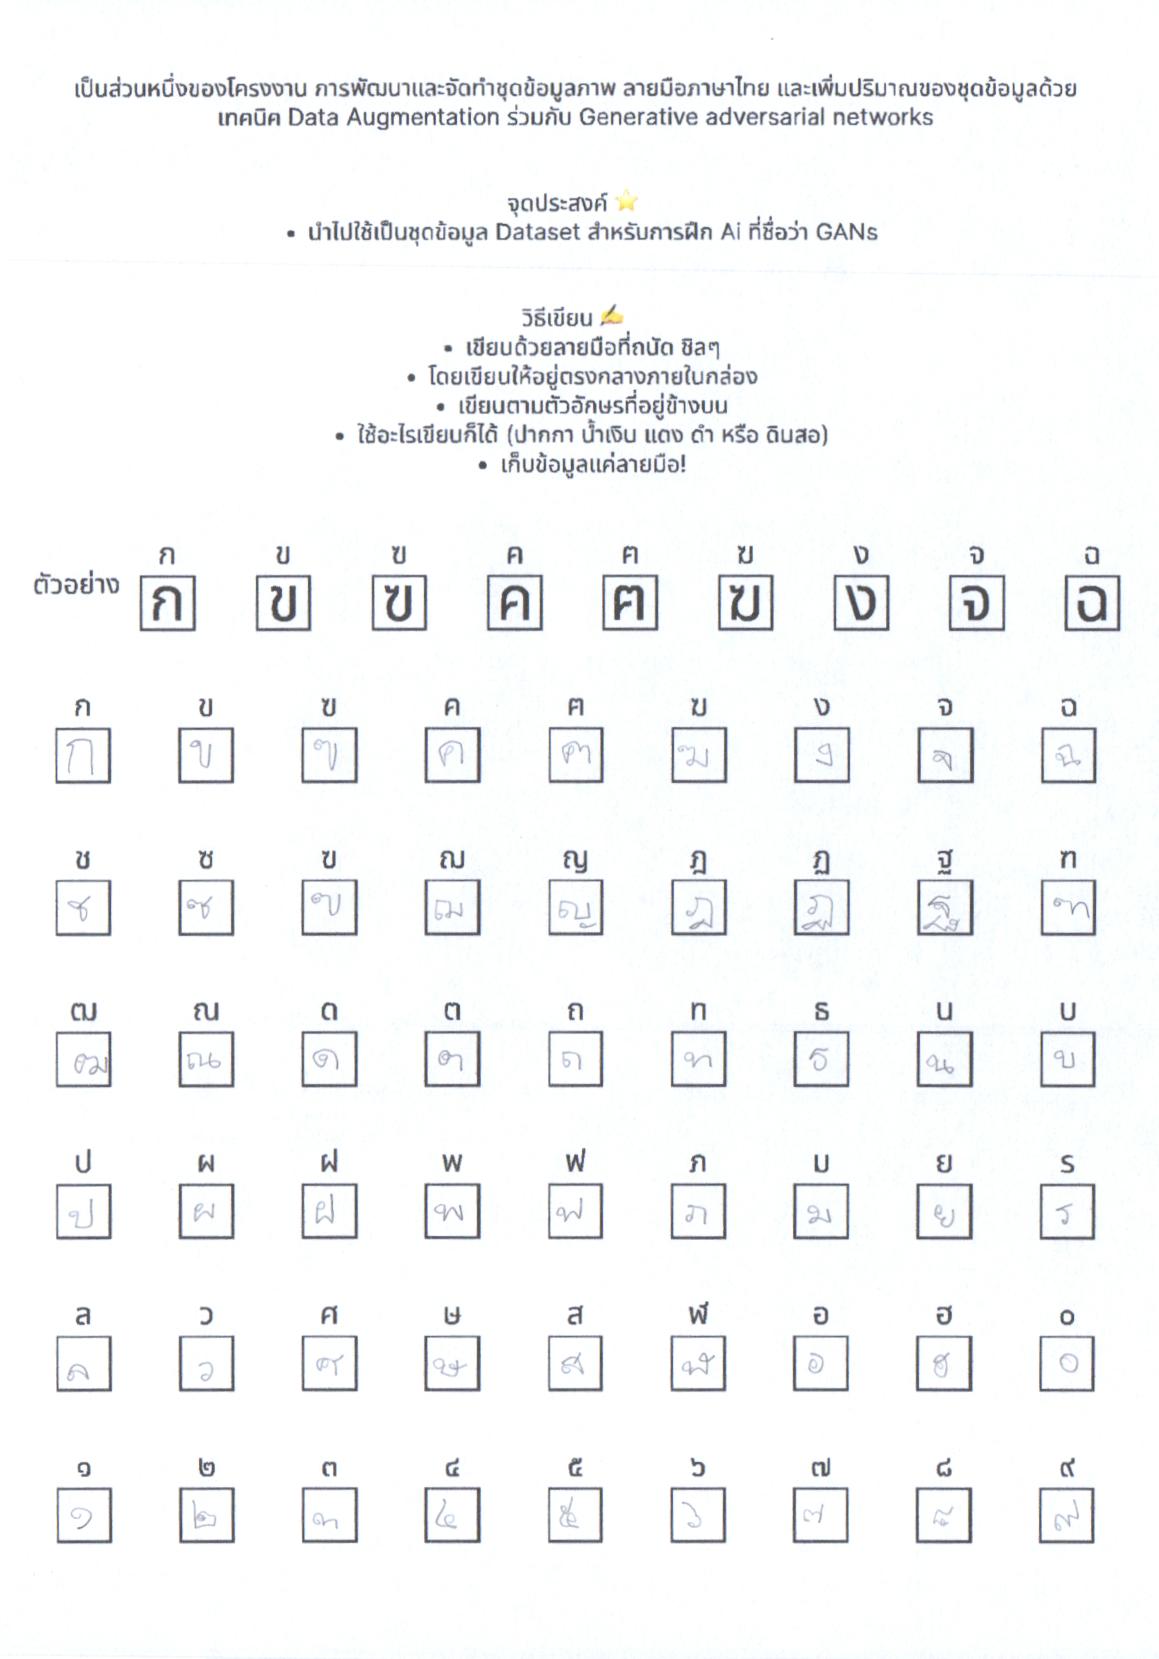 เป็นส่วนหนึ่งของโครงงาน การพัฒนาและจัดทำชุดข้อมูลภาพ ลายมือภาษาไทย และเพิ่มปริมาณของชุดข้อมูลด้วย
เทคนิค Data Augmentation ร่วมกับ Generative adversarial networks
จุดประสงค์ ⭐
• นำไปใช้เป็นชุดข้อมูล Dataset สำหรับการฝึก Ai ที่ชื่อว่า GANs
วิธีเขียน ✍
• เขียนด้วยลายมือที่ถนัด ชิลๆ
• โดยเขียนให้อยู่ตรงกลางภายในกล่อง
• เขียนตามตัวอักษรที่อยู่ข้างบน
• ใช้อะไรเขียนก็ได้ (ปากกา น้ำเงิน แดง ดำ หรือ ดินสอ)
• เก็บข้อมูลแค่ลายมือ!
ก ข ฃ ค ฅ ฆ ง จ ฉ
ตัวอย่าง ก ข ฃ ค ฅ ฆ ง จ ฉ
ก ข ฃ ค ฅ ฆ ง จ ฉ
ก ข ฃ ค ฅ ฆ ง จ ฉ
ช ซ ฃ ฌ ญ ฎ ฏ ฐ ฑ
ช ซ ฃ ฌ ญ ฎ ฏ ฐ ฑ
ฒ ณ ด ต ถ ท ธ น บ
ฒ ณ ด ต ถ ท ธ น บ
ป ผ ฝ พ ฟ ภ ม ย ร
ป ผ ฝ พ ฟ ภ ม ย ร
ล ว ศ ษ ส ฬ อ ฮ ๐
ล ว ศ ษ ส ฬ อ ฮ ๐
๑ ๒ ๓ ๔ ๕ ๖ ๗ ๘ ๙
๑ ๒ ๓ ๔ ๕ ๖ ๗ ๘ ๙